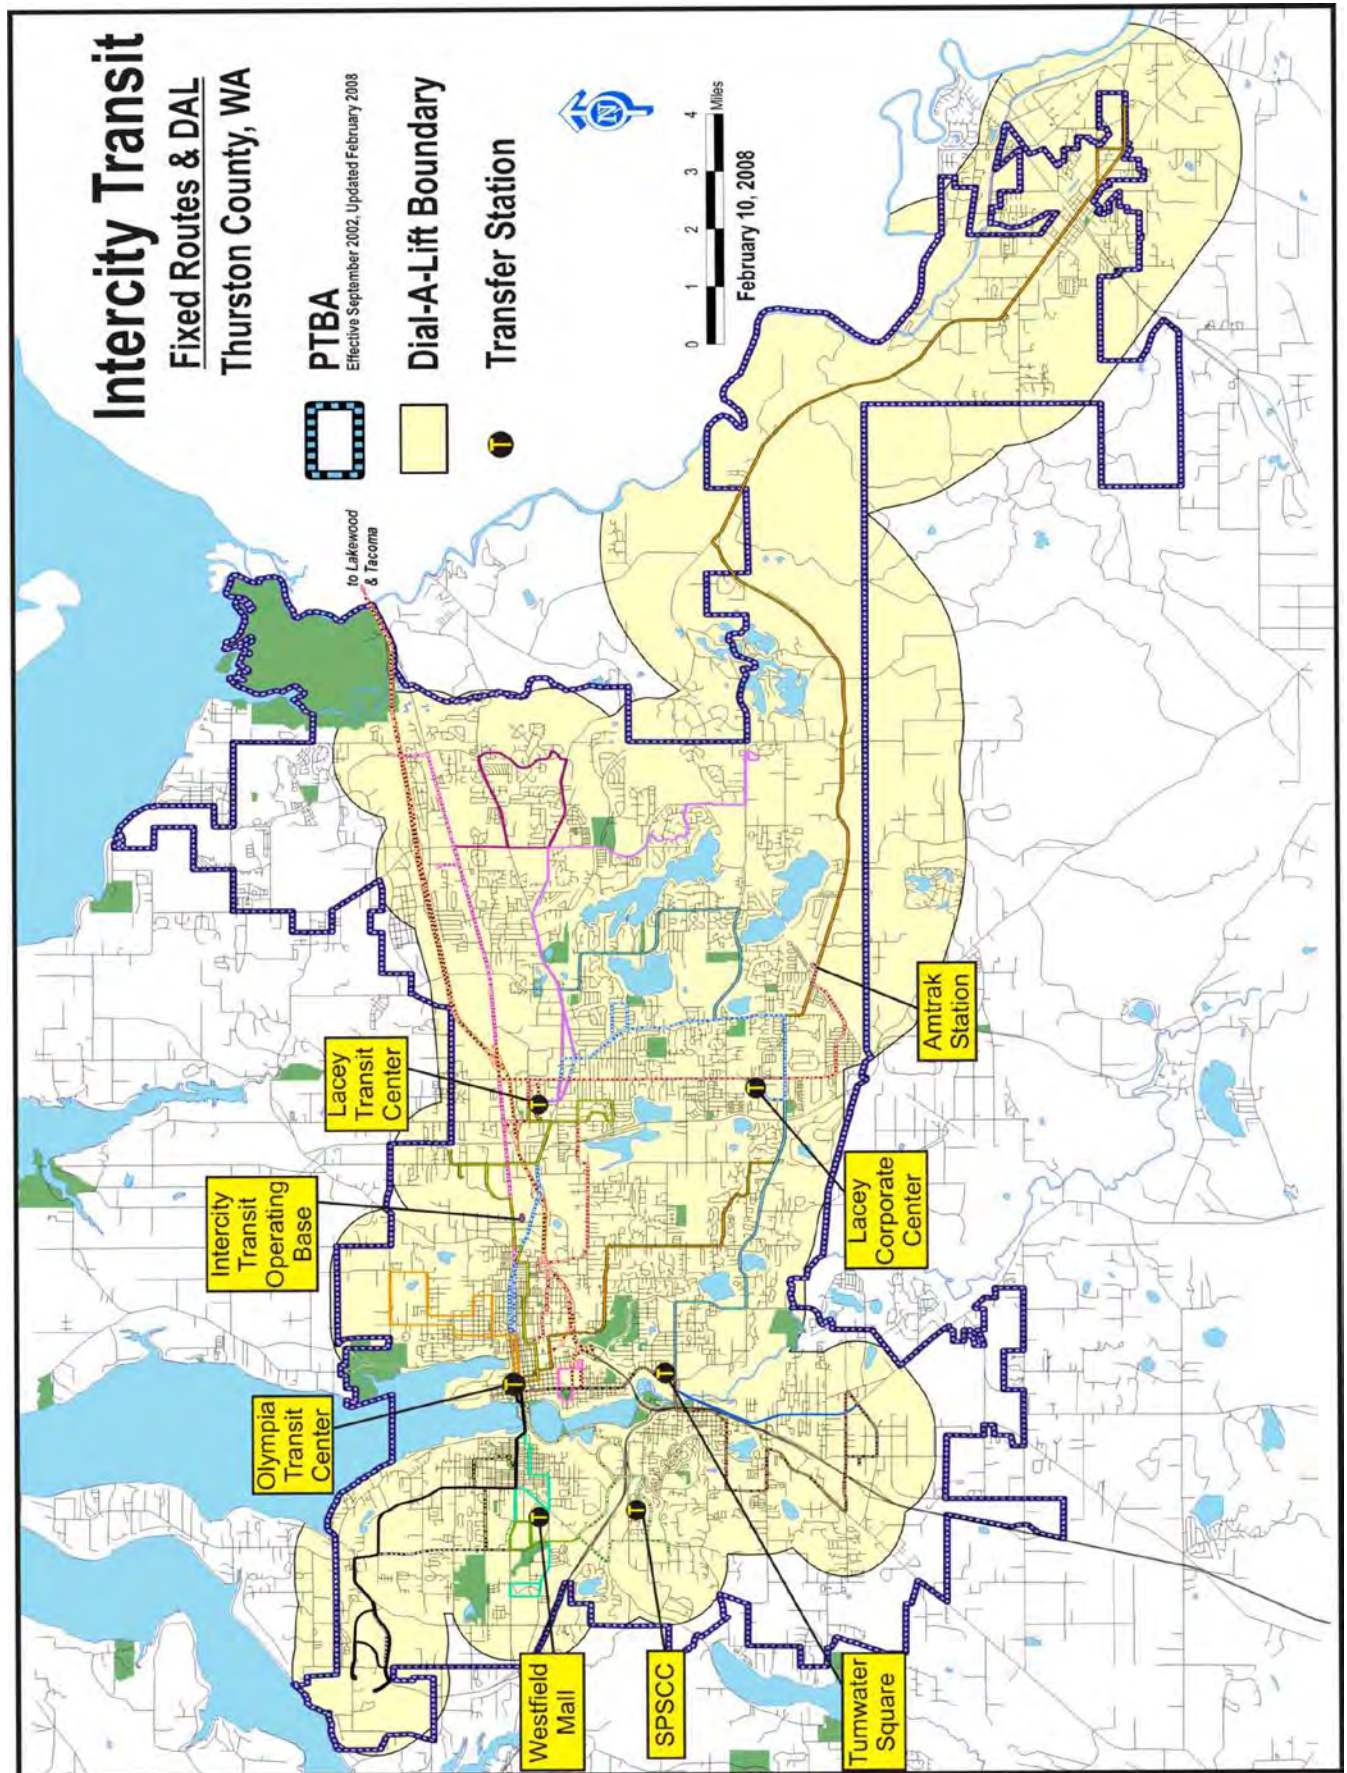 Intercity Transit
Fixed Routes & DAL
Thurston County, WA
PTBA
Effective September 2002, Updated February 2008
Dial-A-Lift Boundary
T
Transfer Station
N
0 1 2 3 4
Miles
February 10, 2008
to Lakewood
& Tacoma
Lacey
Transit
Center
Intercity
Transit
Operating
Base
Olympia
Transit
Center
Amtrak
Station
Lacey
Corporate
Center
Westfield
Mall
SPSCC
Tumwater
Square
T
T
T
T
T
T